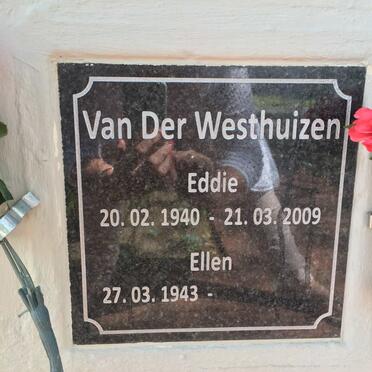 Van Der Westhuizen
Eddie
20. 02. 1940 - 21. 03. 2009
Ellen
27. 03. 1943 -